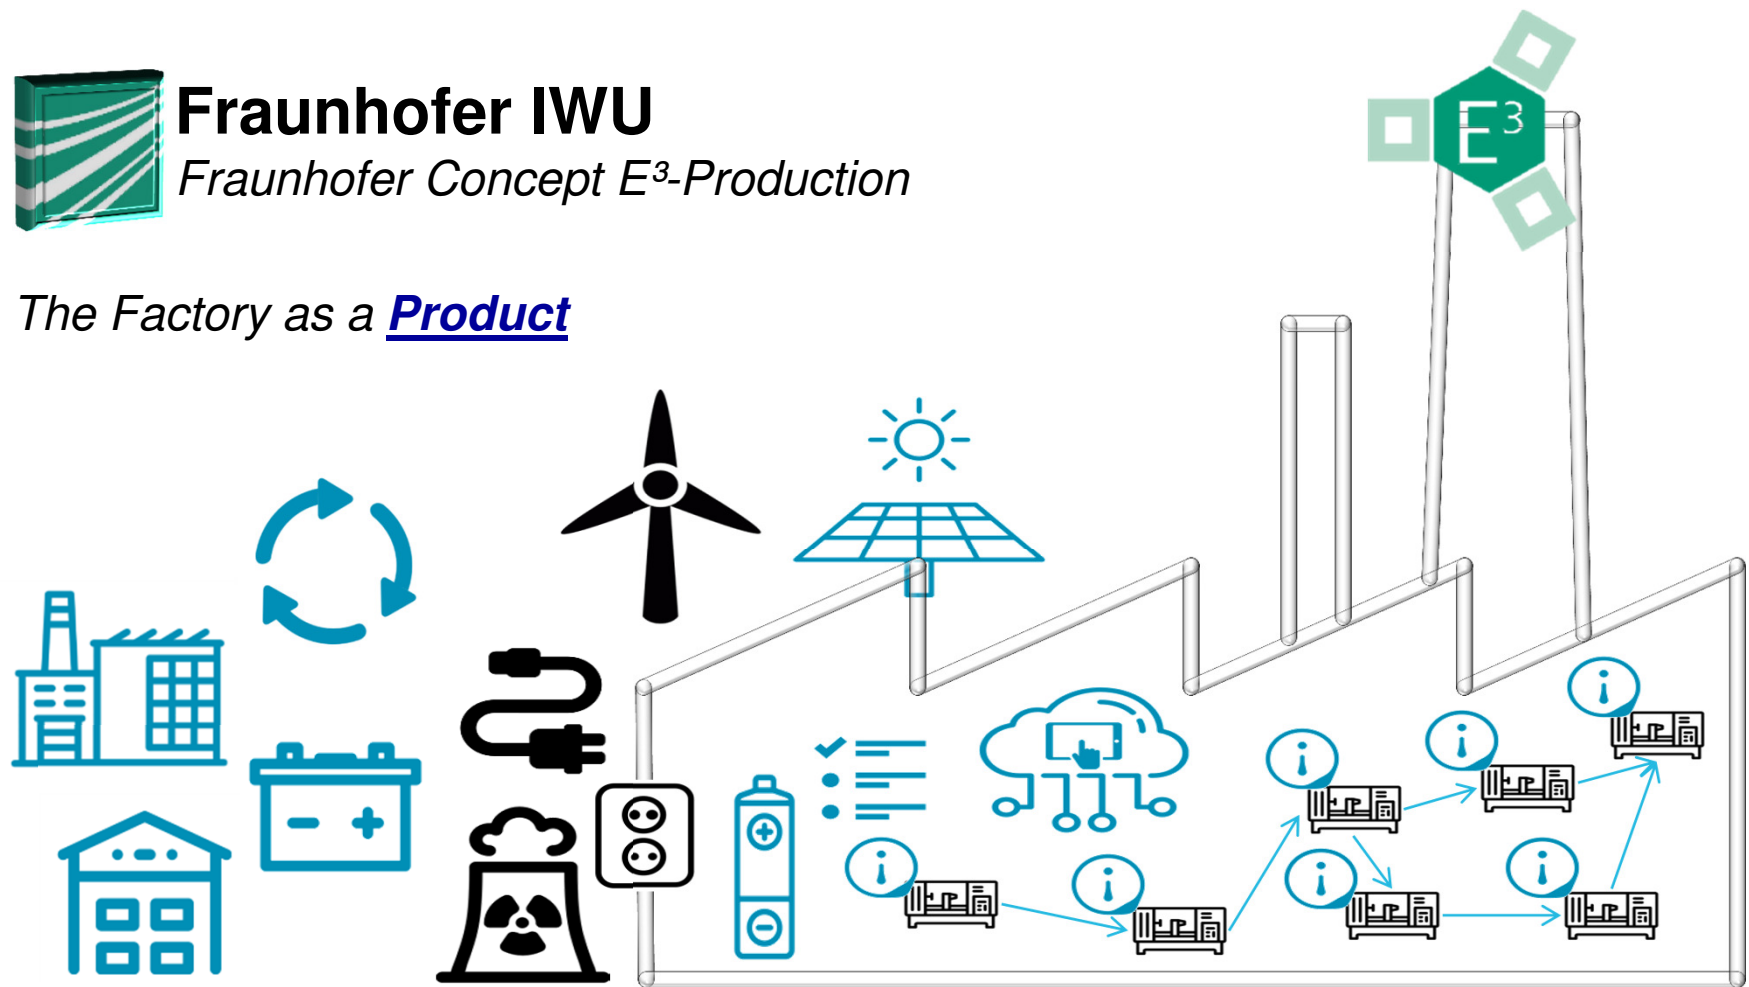 Fraunhofer IWU
Fraunhofer Concept E³-Production
E³
The Factory as a Product